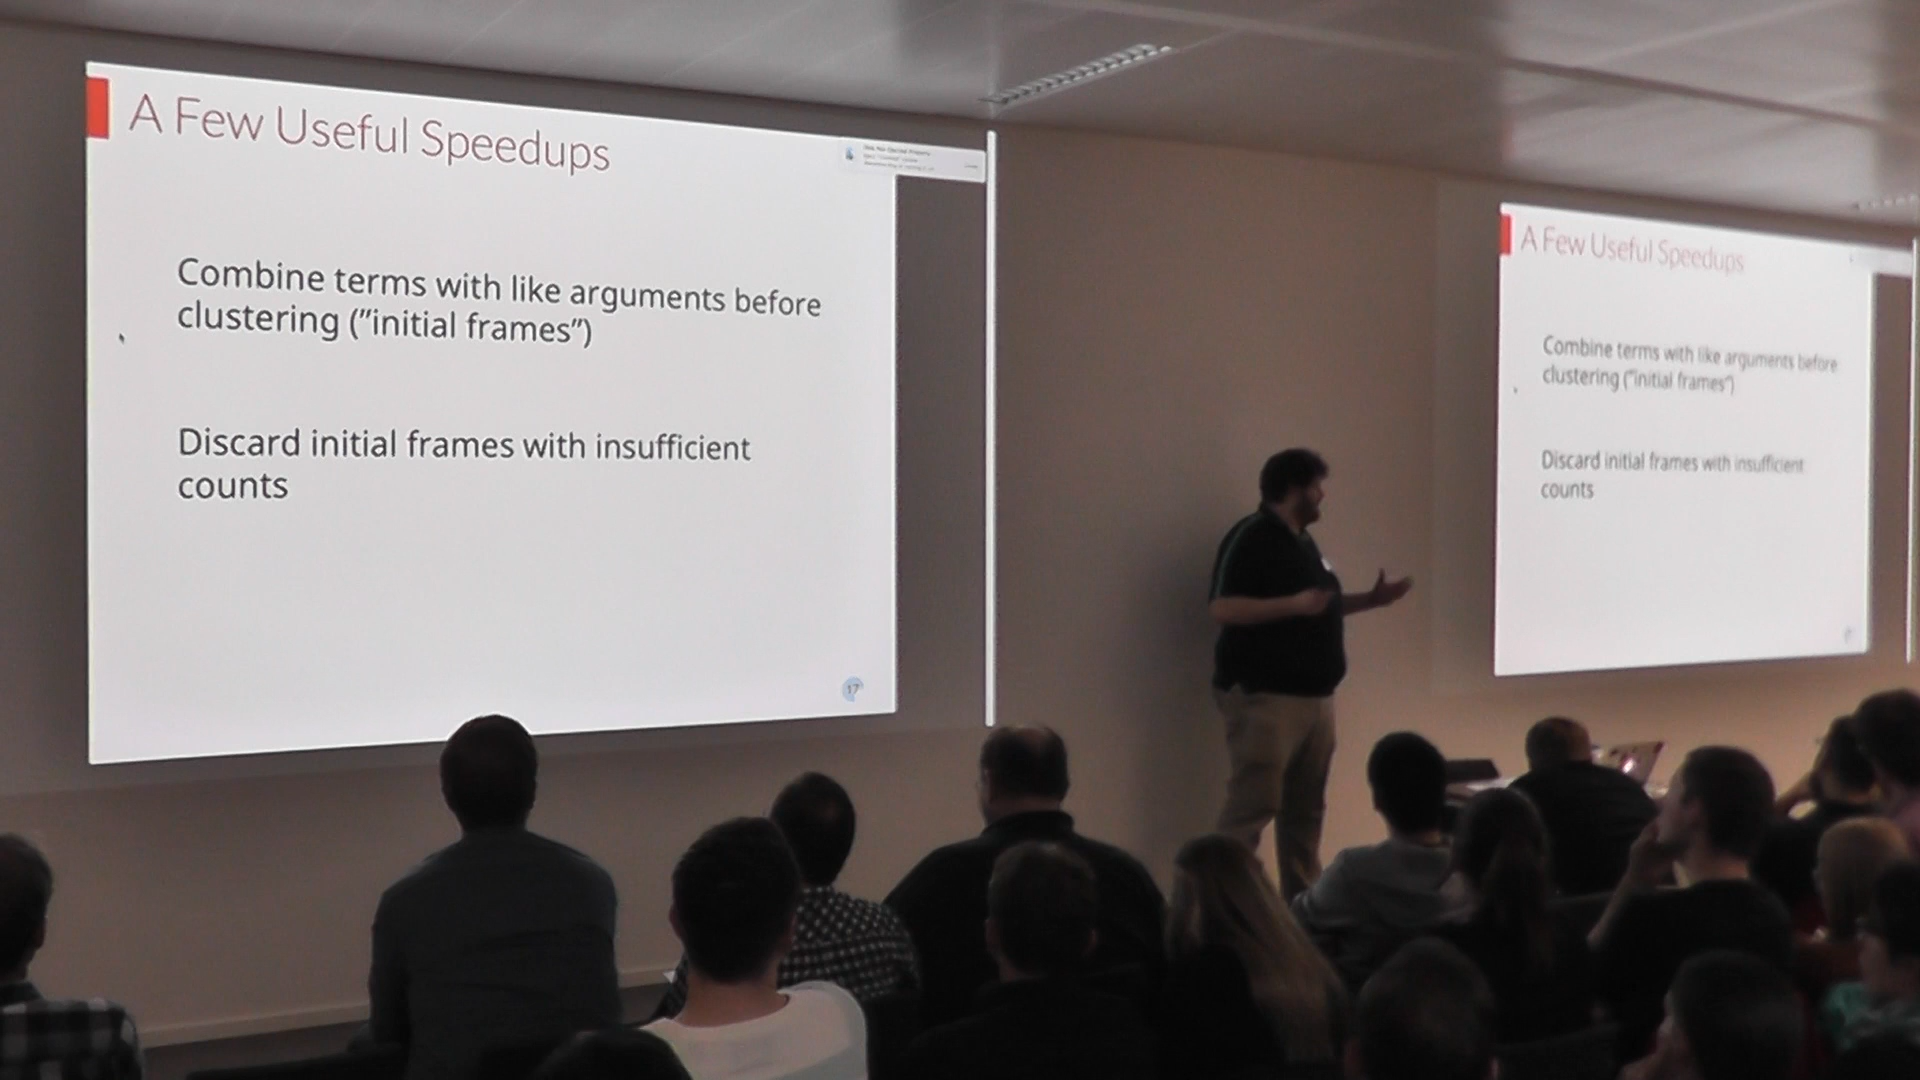 A Few Useful Speedups
Combine terms with like arguments before
clustering ("initial frames")
Discard initial frames with insufficient
counts
17
A Few Useful Speedups
Combine terms with like arguments before
clustering ("initial frames")
Discard initial frames with insufficient
counts